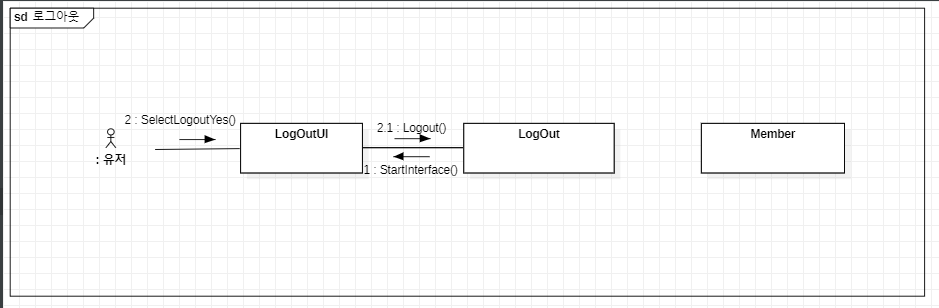 sd 로그아웃
2 : SelectLogoutYes()
: 유저
LogOutUI
2.1 : Logout()
1 : StartInterface()
LogOut
Member